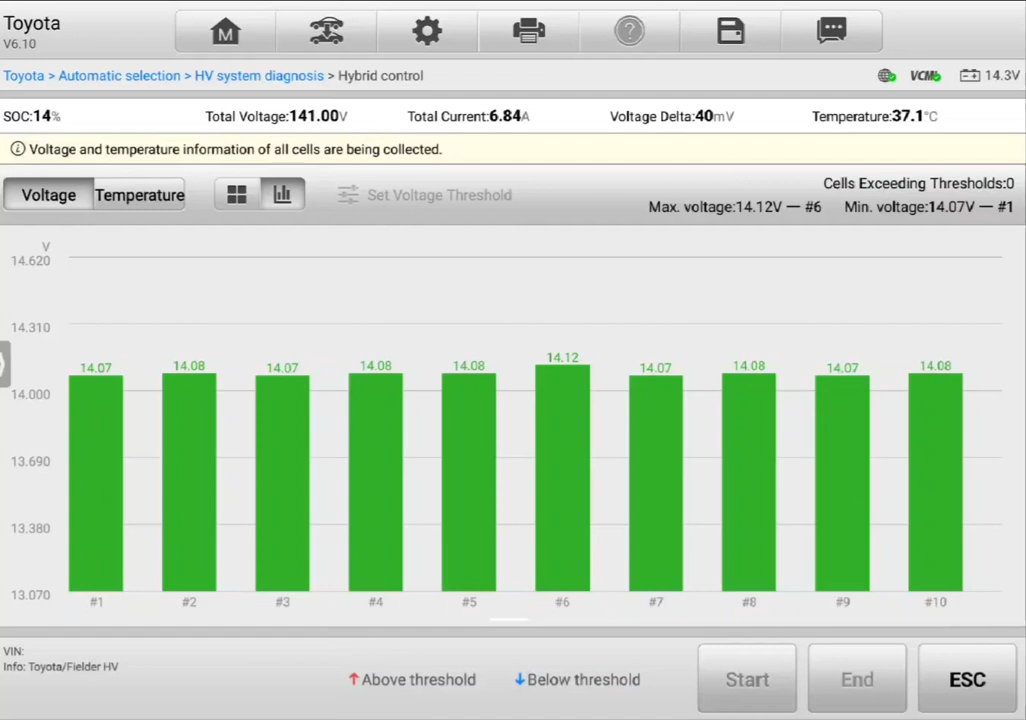 Toyota
V6.10
M
?
Toyota > Automatic selection > HV system diagnosis > Hybrid control
VCMI
14.3V
SOC:14% Total Voltage:141.00V Total Current:6.84A Voltage Delta:40mV Temperature:37.1°C
Voltage and temperature information of all cells are being collected.
Voltage Temperature Set Voltage Threshold
Cells Exceeding Thresholds:0
Max. voltage:14.12V — #6 Min. voltage:14.07V — #1
V
14.620
14.310
14.07 14.08 14.07 14.08 14.08 14.12 14.07 14.08 14.07 14.08
14.000
13.690
13.380
13.070
#1 #2 #3 #4 #5 #6 #7 #8 #9 #10
VIN:
Info: Toyota/Fielder HV
Above threshold Below threshold
Start End ESC